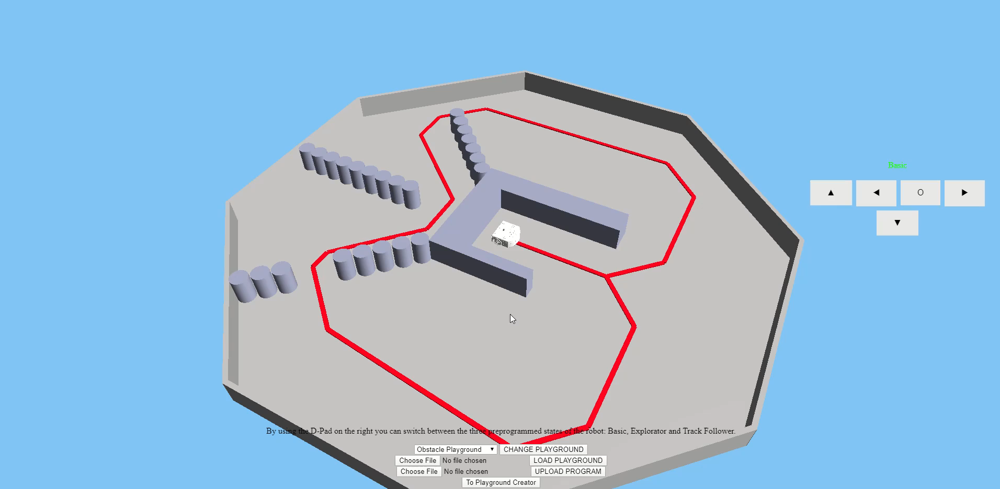 Basic
▲ ◀ O ▶
▼
By using the D-Pad on the right you can switch between the three preprogrammed states of the robot: Basic, Explorator and Track Follower.
Obstacle Playground ▼ CHANGE PLAYGROUND
Choose File No file chosen LOAD PLAYGROUND
Choose File No file chosen UPLOAD PROGRAM
To Playground Creator